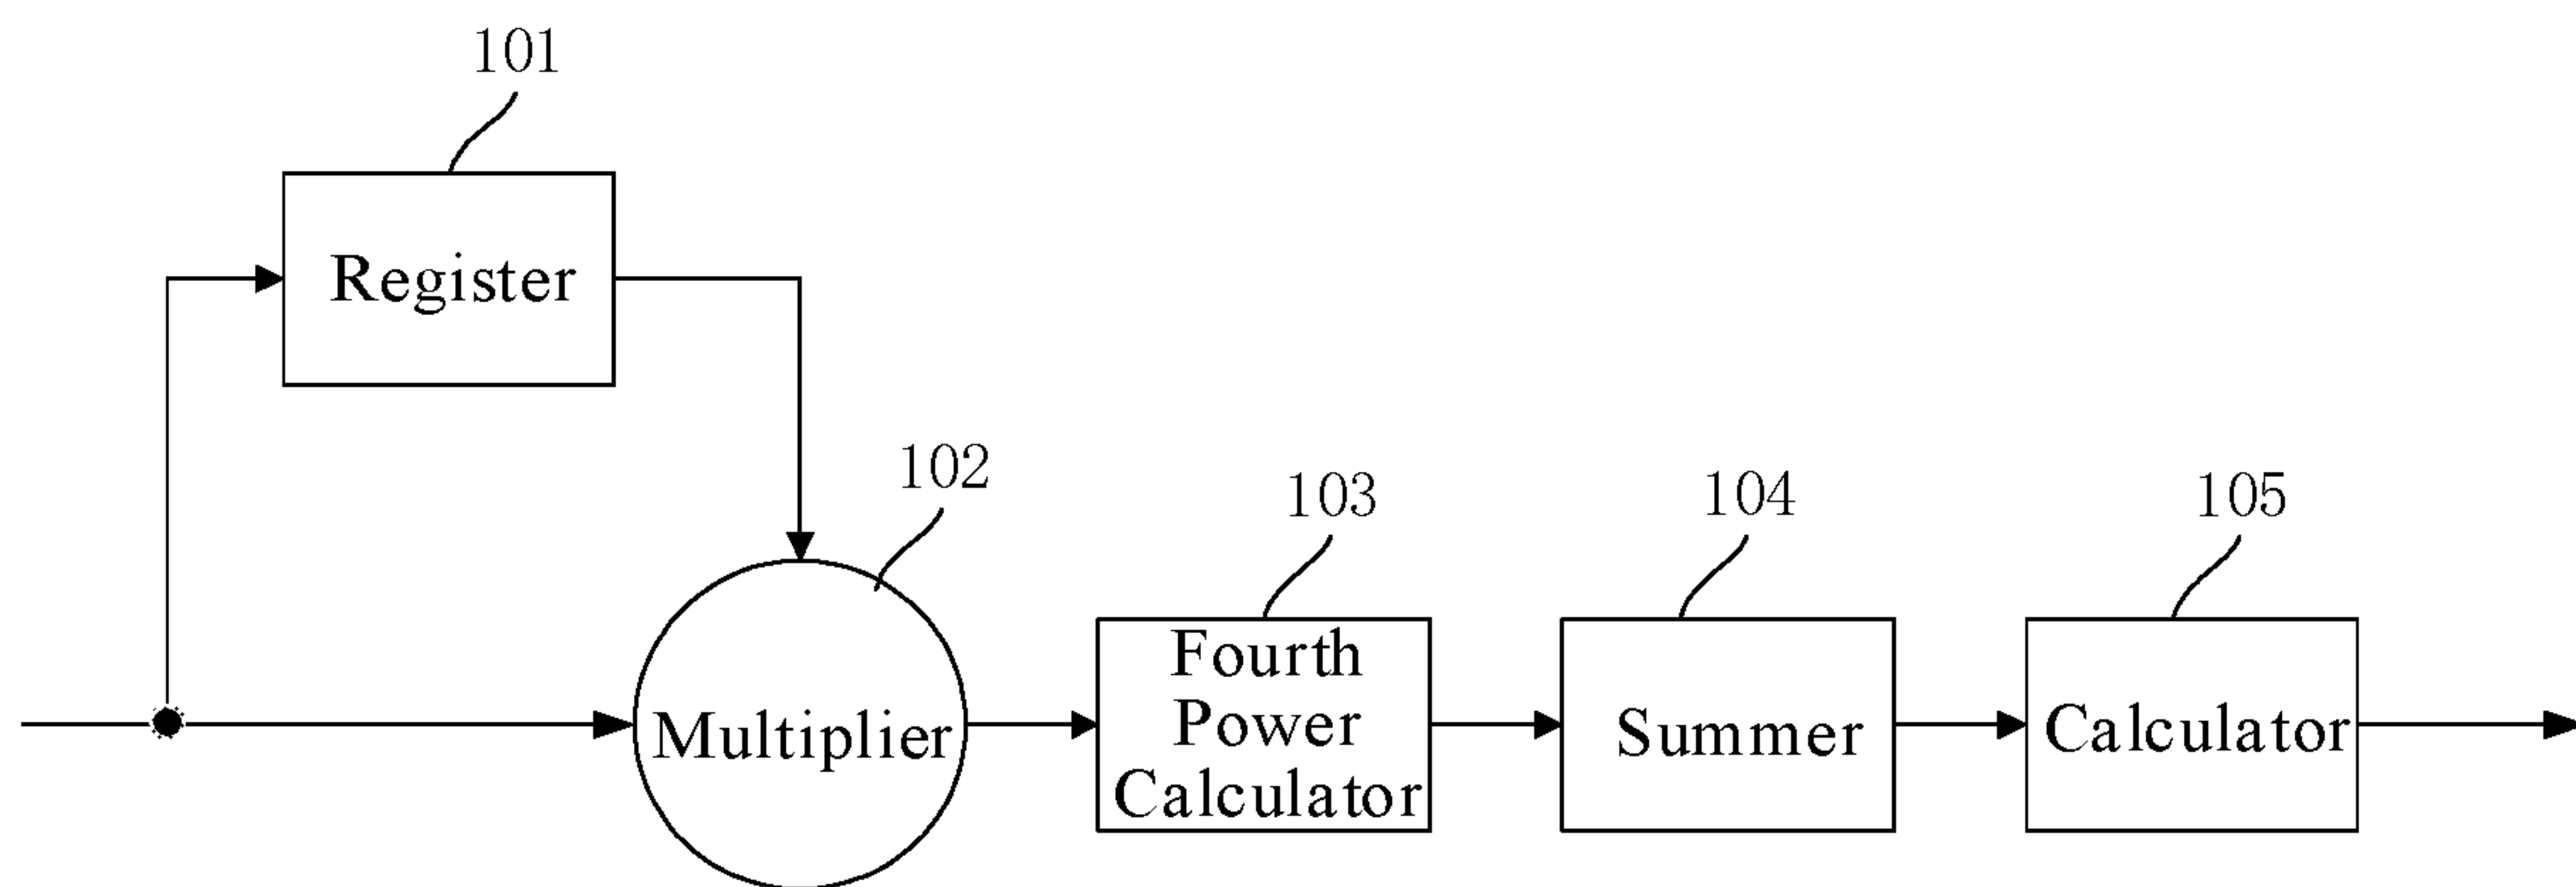 101
Register
102
Multiplier
103
Fourth
Power
Calculator
104
Summer
105
Calculator